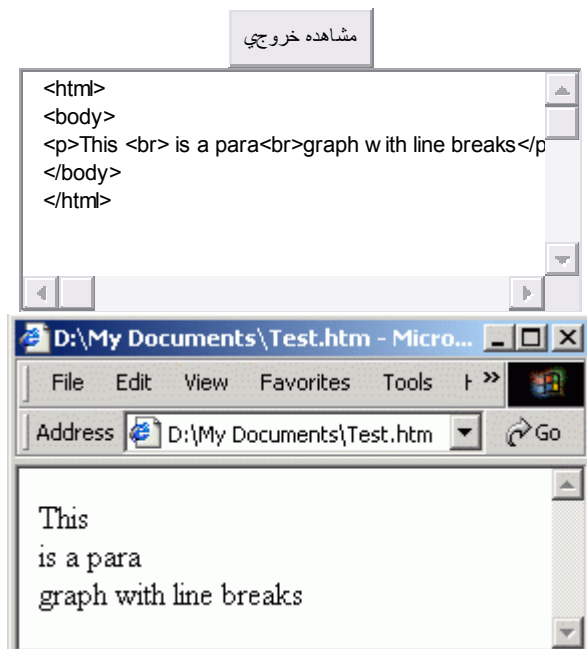 مشاهده خروجي
<html>
<body>
<p>This <br> is a para<br>graph with line breaks</p
</body>
</html>
D:\My Documents\Test.htm - Micro...
File Edit View Favorites Tools »
Address D:\My Documents\Test.htm Go
This
is a para
graph with line breaks